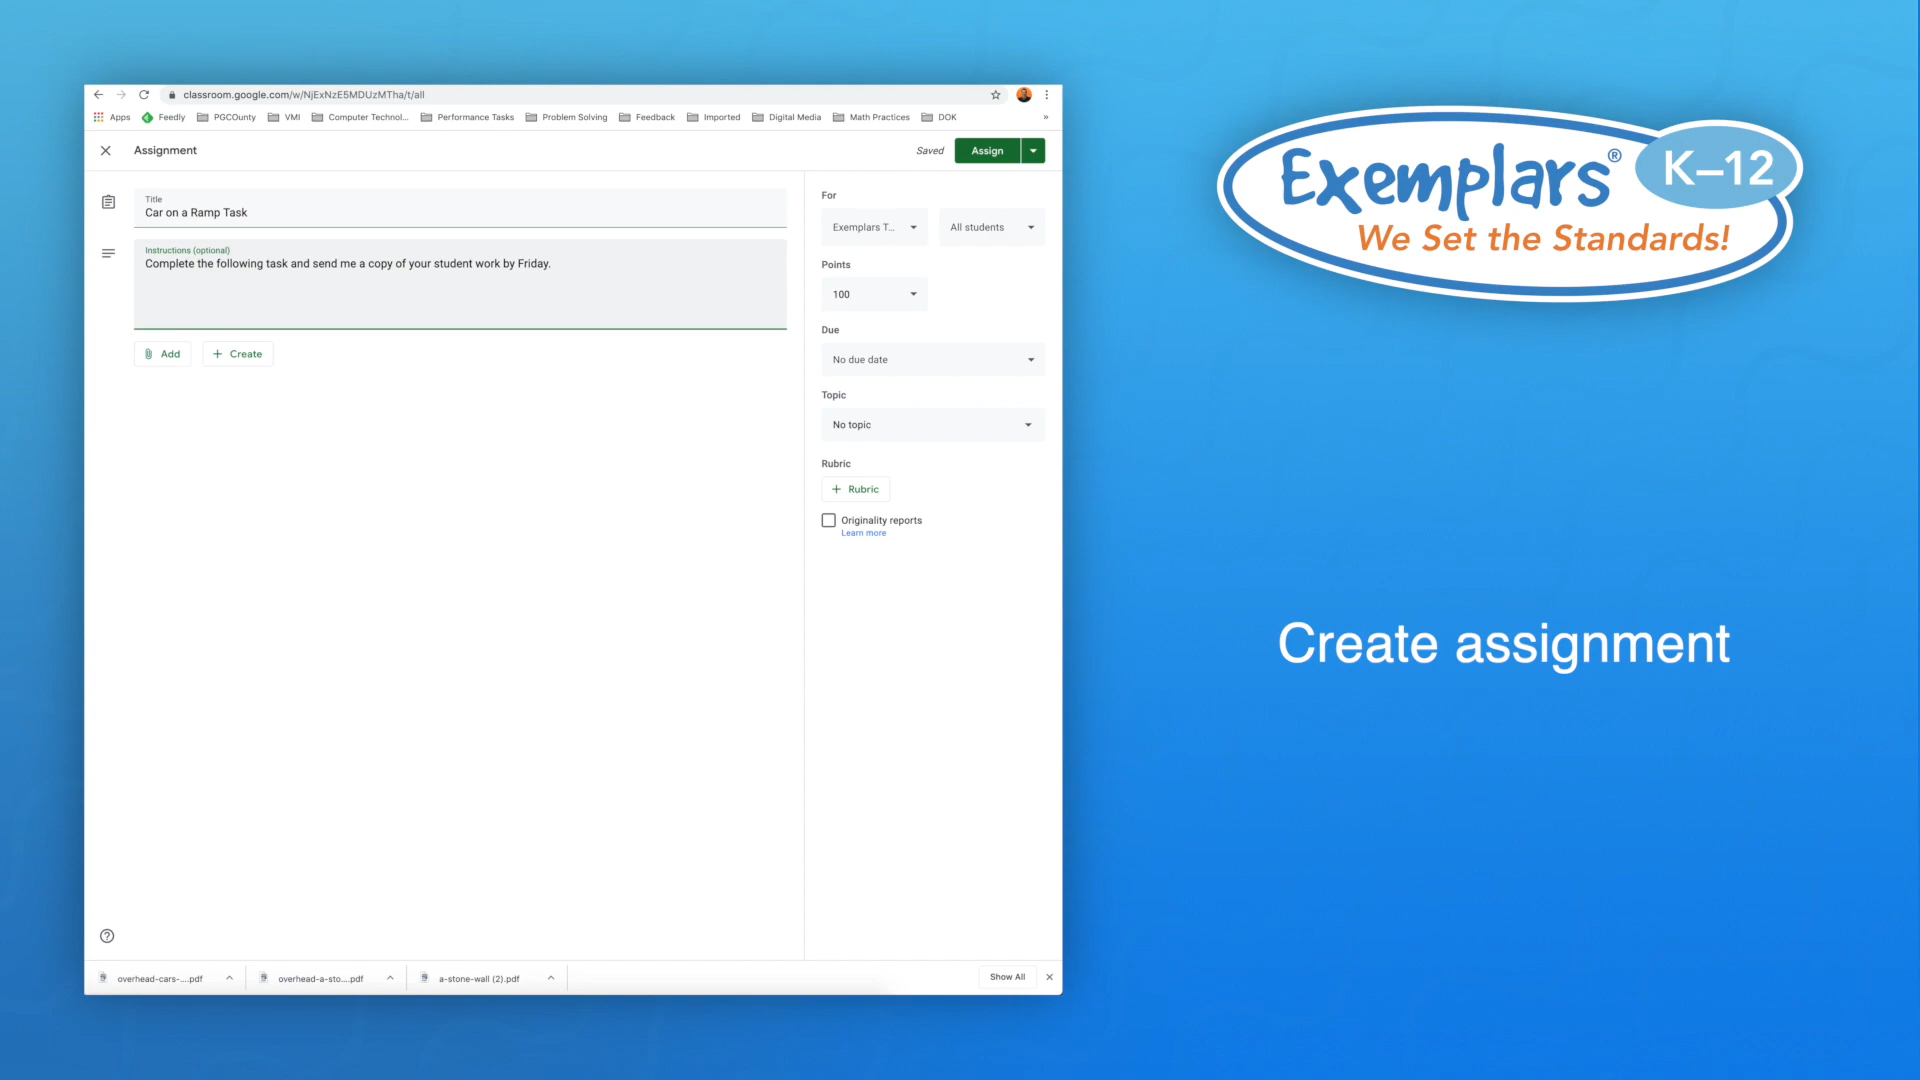 classroom.google.com/w/NjExNzE5MDUzMTha/t/all
Apps Feedly PGCOunty VMI Computer Technol... Performance Tasks Problem Solving Feedback Imported Digital Media Math Practices DOK »
Assignment Saved Assign
Title
Car on a Ramp Task
Instructions (optional)
Complete the following task and send me a copy of your student work by Friday.
Add + Create
For
Exemplars T... All students
Points
100
Due
No due date
Topic
No topic
Rubric
+ Rubric
Originality reports
Learn more
overhead-cars-....pdf overhead-a-sto....pdf a-stone-wall (2).pdf Show All
Exemplars® K–12
We Set the Standards!
Create assignment